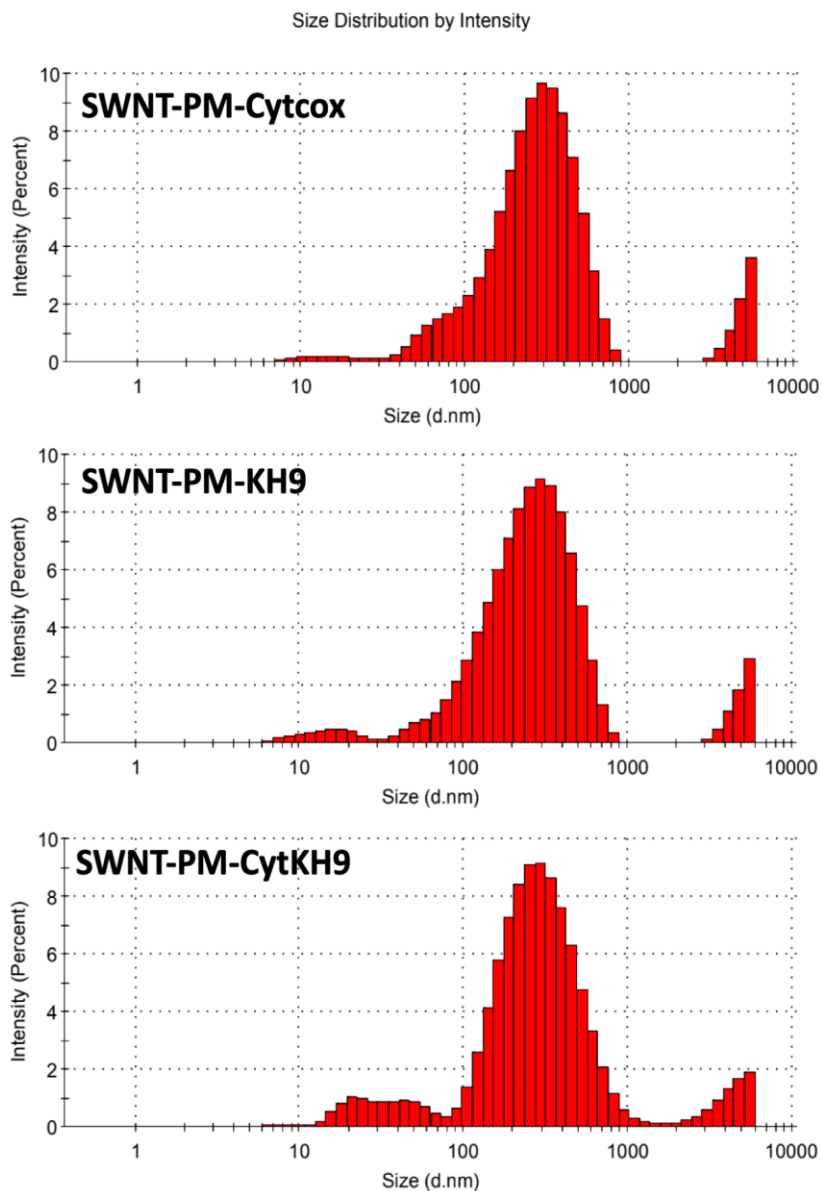 Size Distribution by Intensity
SWNT-PM-Cytcox
Intensity (Percent)
10
8
6
4
2
0
1 10 100 1000 10000
Size (d.nm)
SWNT-PM-KH9
Intensity (Percent)
10
8
6
4
2
0
1 10 100 1000 10000
Size (d.nm)
SWNT-PM-CytKH9
Intensity (Percent)
10
8
6
4
2
0
1 10 100 1000 10000
Size (d.nm)